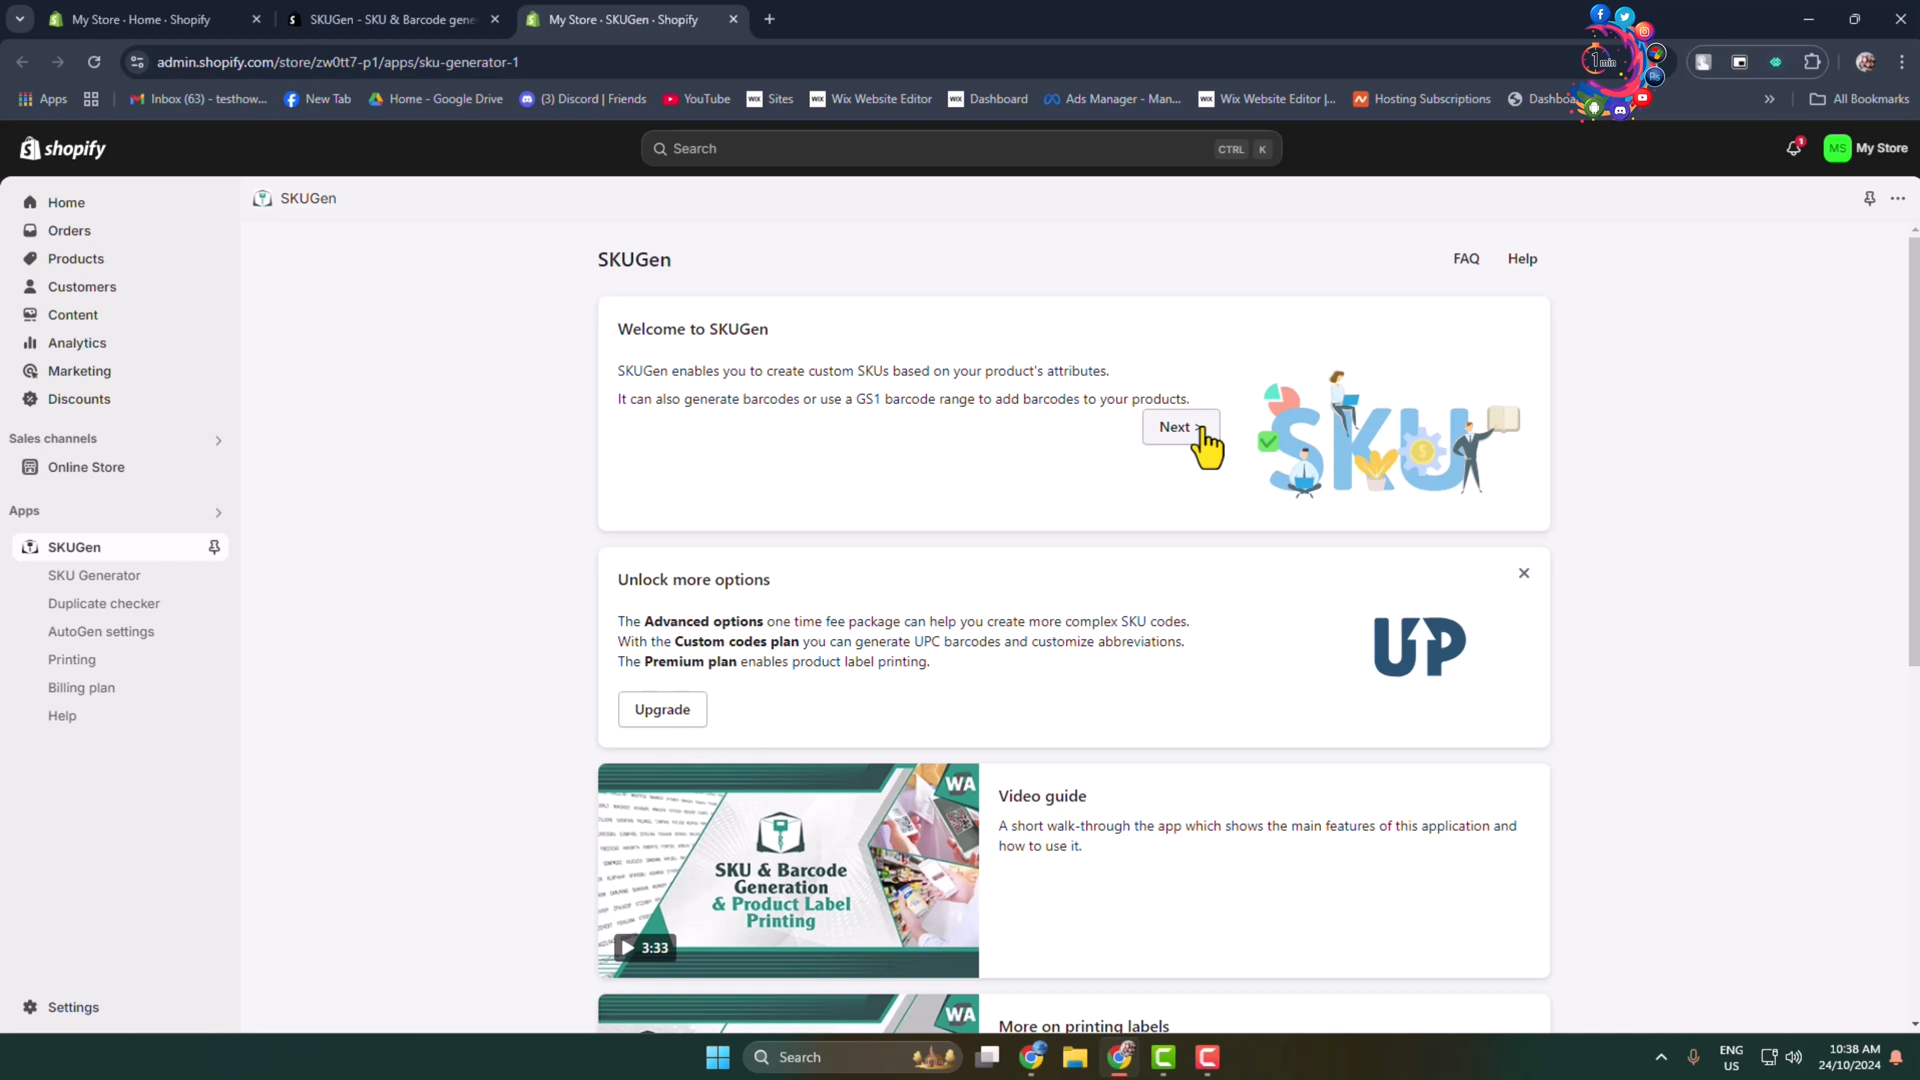 My Store · Home · Shopify
SKUGen - SKU & Barcode gene
My Store · SKUGen · Shopify
admin.shopify.com/store/zw0tt7-p1/apps/sku-generator-1
1min
Apps
Inbox (63) - testhow...
New Tab
Home - Google Drive
(3) Discord | Friends
YouTube
Sites
Wix Website Editor
Dashboard
Ads Manager - Man...
Wix Website Editor |...
Hosting Subscriptions
Dashboa
All Bookmarks
shopify
Search
CTRL K
1
MS
My Store
Home
Orders
Products
Customers
Content
Analytics
Marketing
Discounts
Sales channels
Online Store
Apps
SKUGen
SKU Generator
Duplicate checker
AutoGen settings
Printing
Billing plan
Help
Settings
SKUGen
SKUGen
FAQ
Help
Welcome to SKUGen
SKUGen enables you to create custom SKUs based on your product's attributes.
It can also generate barcodes or use a GS1 barcode range to add barcodes to your products.
Next >
SKU
Unlock more options
The Advanced options one time fee package can help you create more complex SKU codes.
With the Custom codes plan you can generate UPC barcodes and customize abbreviations.
The Premium plan enables product label printing.
Upgrade
UP
WA
SKU & Barcode
Generation
& Product Label
Printing
3:33
Video guide
A short walk-through the app which shows the main features of this application and
how to use it.
WA
More on printing labels
Search
ENG
US
10:38 AM
24/10/2024